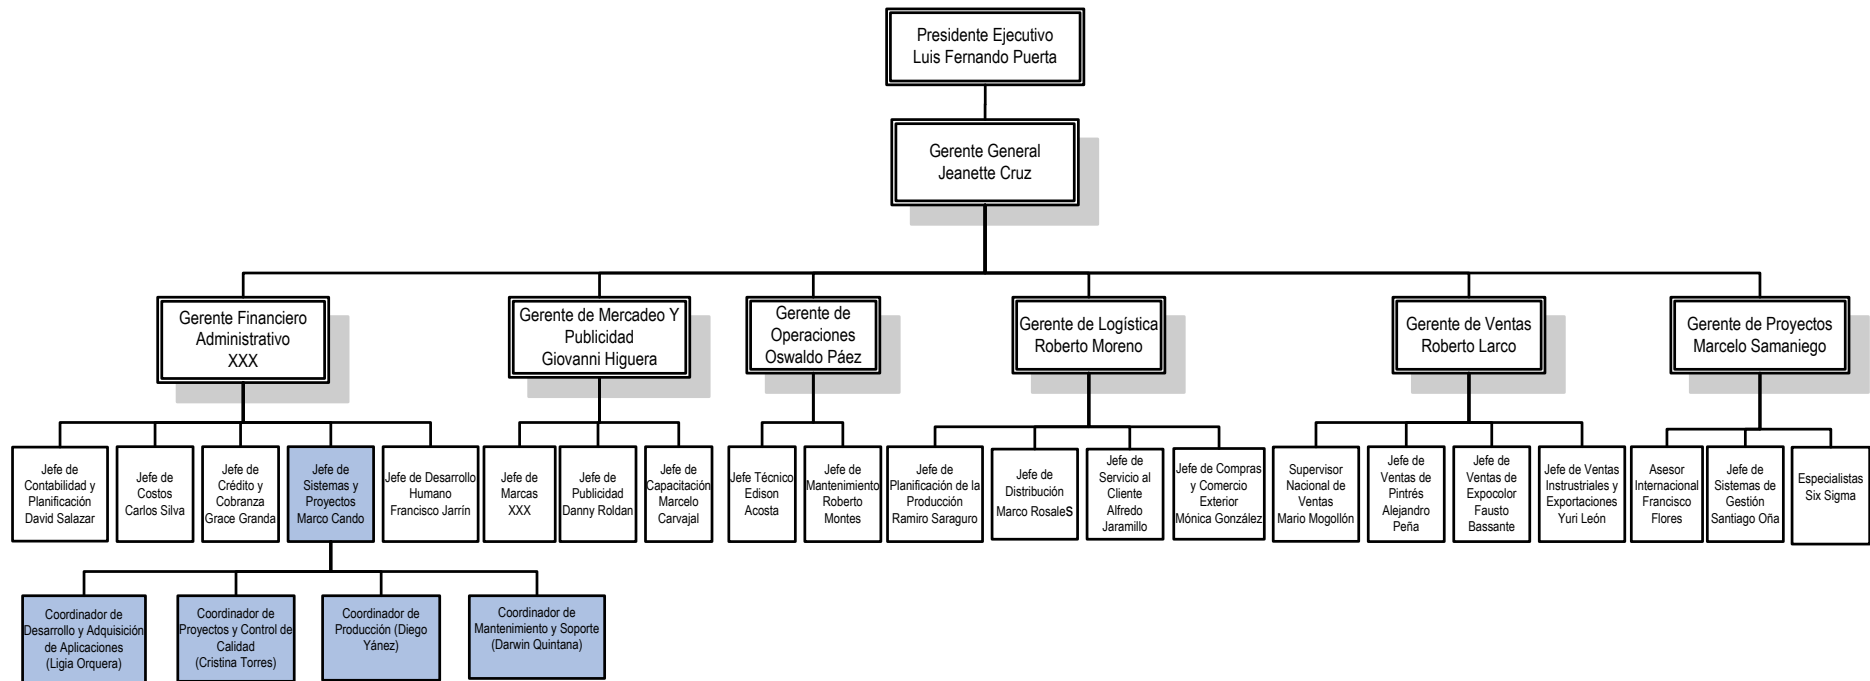 Presidente Ejecutivo
Luis Fernando Puerta
Gerente General
Jeanette Cruz
Gerente Financiero
Administrativo
XXX
Gerente de Mercadeo Y
Publicidad
Giovanni Higuera
Gerente de
Operaciones
Oswaldo Páez
Gerente de Logística
Roberto Moreno
Gerente de Ventas
Roberto Larco
Gerente de Proyectos
Marcelo Samaniego
Jefe de
Contabilidad y
Planificación
David Salazar
Jefe de
Costos
Carlos Silva
Jefe de
Crédito y
Cobranza
Grace Granda
Jefe de
Sistemas y
Proyectos
Marco Cando
Jefe de Desarrollo
Humano
Francisco Jarrín
Jefe de
Marcas
XXX
Jefe de
Publicidad
Danny Roldan
Jefe de
Capacitación
Marcelo
Carvajal
Jefe Técnico
Edison
Acosta
Jefe de
Mantenimiento
Roberto
Montes
Jefe de
Planificación de la
Producción
Ramiro Saraguro
Jefe de
Distribución
Marco RosaleS
Jefe de
Servicio al
Cliente
Alfredo
Jaramillo
Jefe de Compras
y Comercio
Exterior
Mónica González
Supervisor
Nacional de
Ventas
Mario Mogollón
Jefe de
Ventas de
Pintrés
Alejandro
Peña
Jefe de
Ventas de
Expocolor
Fausto
Bassante
Jefe de Ventas
Instrustriales y
Exportaciones
Yuri León
Asesor
Internacional
Francisco
Flores
Jefe de
Sistemas de
Gestión
Santiago Oña
Especialistas
Six Sigma
Coordinador de
Desarrollo y Adquisición
de Aplicaciones
(Ligia Orquera)
Coordinador de
Proyectos y Control de
Calidad
(Cristina Torres)
Coordinador de
Producción (Diego
Yánez)
Coordinador de
Mantenimiento y Soporte
(Darwin Quintana)